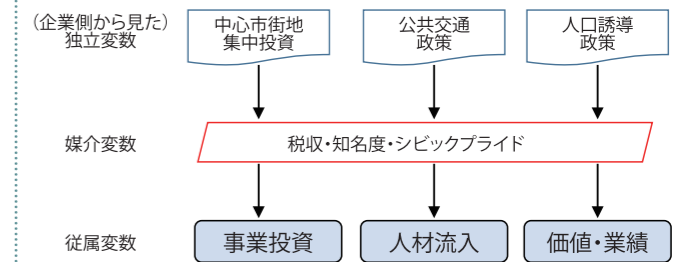 （企業側から見た）
独立変数
中心市街地
集中投資
公共交通
政策
人口誘導
政策
媒介変数
税収・知名度・シビックプライド
従属変数
事業投資
人材流入
価値・業績